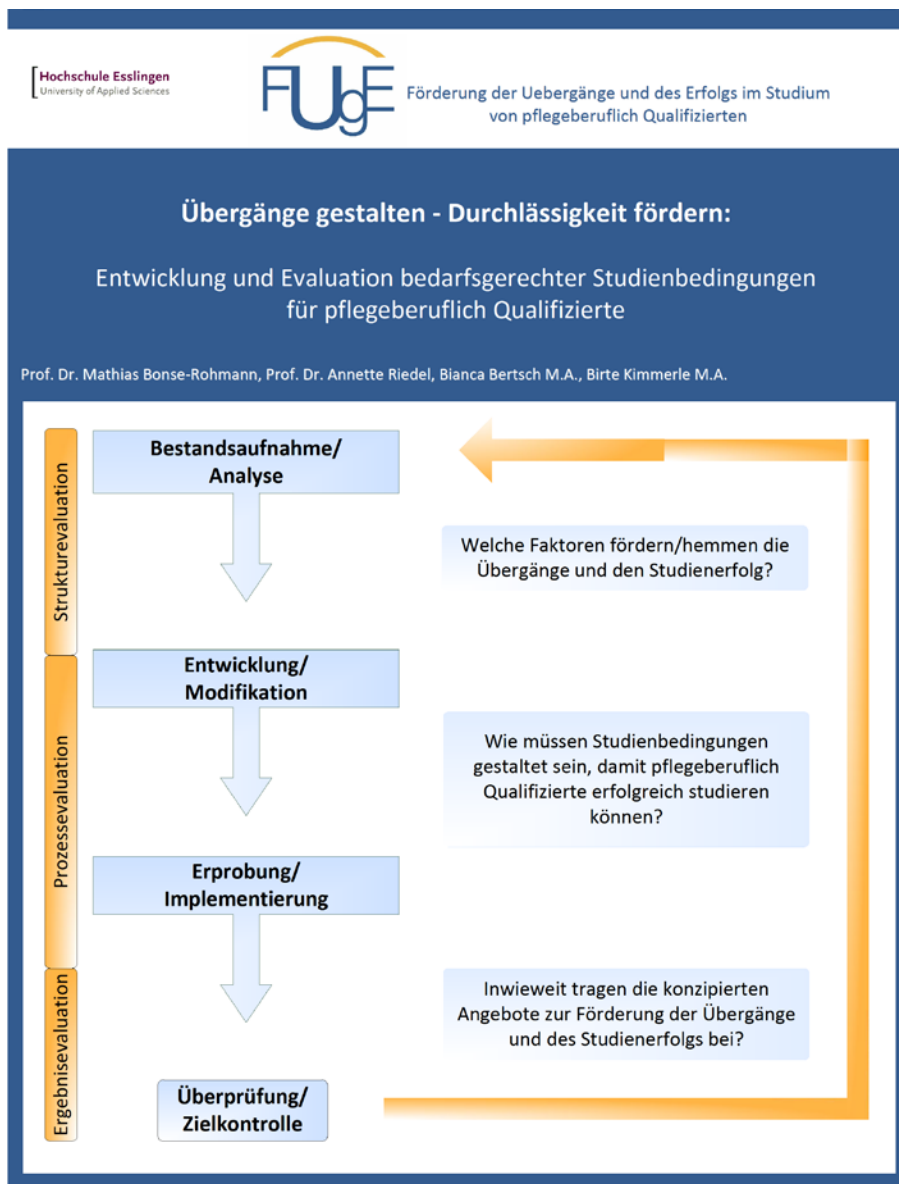 Hochschule Esslingen
University of Applied Sciences
FUgE
Förderung der Uebergänge und des Erfolgs im Studium
von pflegeberuflich Qualifizierten
Übergänge gestalten - Durchlässigkeit fördern:
Entwicklung und Evaluation bedarfsgerechter Studienbedingungen
für pflegeberuflich Qualifizierte
Prof. Dr. Mathias Bonse-Rohmann, Prof. Dr. Annette Riedel, Bianca Bertsch M.A., Birte Kimmerle M.A.
Strukturevaluation
Bestandsaufnahme/
Analyse
Welche Faktoren fördern/hemmen die
Übergänge und den Studienerfolg?
Prozessevaluation
Entwicklung/
Modifikation
Wie müssen Studienbedingungen
gestaltet sein, damit pflegeberuflich
Qualifizierte erfolgreich studieren
können?
Erprobung/
Implementierung
Ergebnisevaluation
Inwieweit tragen die konzipierten
Angebote zur Förderung der Übergänge
und des Studienerfolgs bei?
Überprüfung/
Zielkontrolle